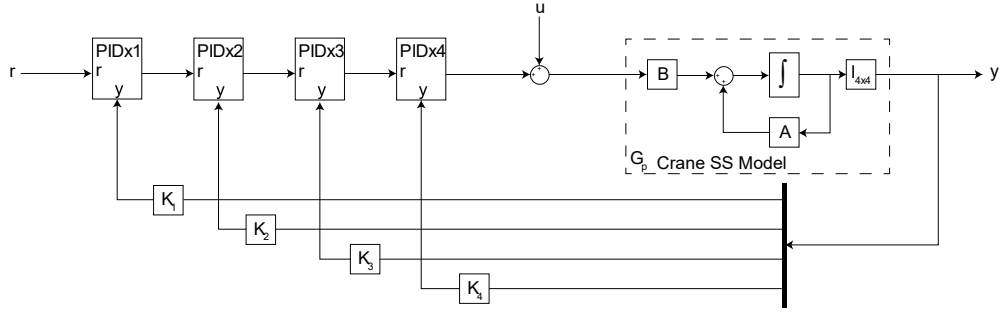 u
PIDx1 PIDx2 PIDx3 PIDx4
r r r r r B + + ∫ I4x4 y
+ +
y y y y
A
Gp Crane SS Model
K1
K2
K3
K4